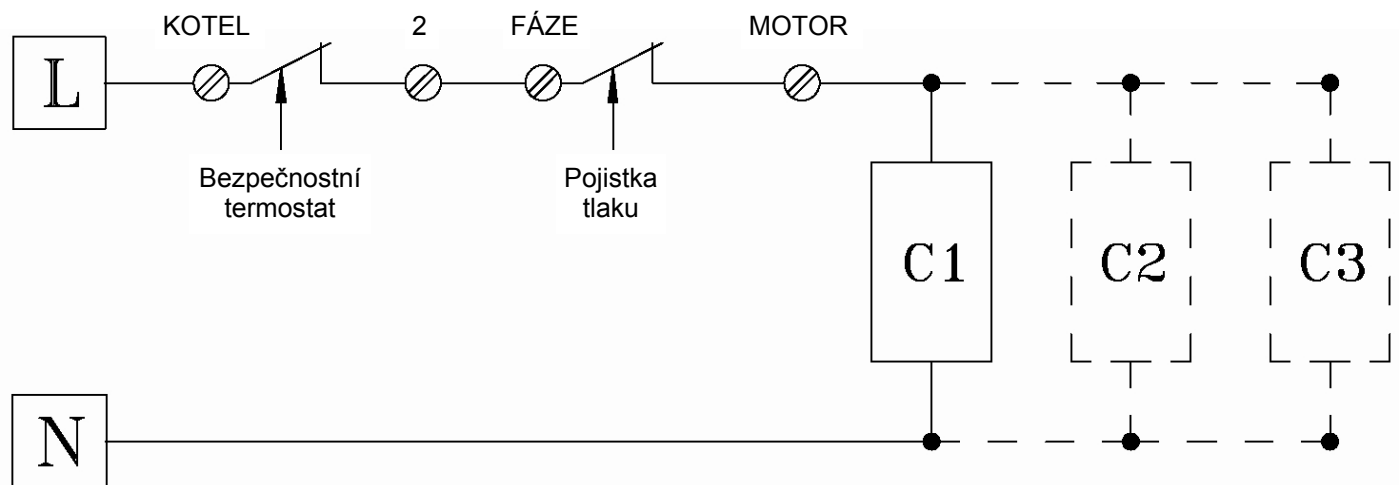 KOTEL 2 FÁZE MOTOR
L
Bezpečnostní
termostat
Pojistka
tlaku
C1 C2 C3
N